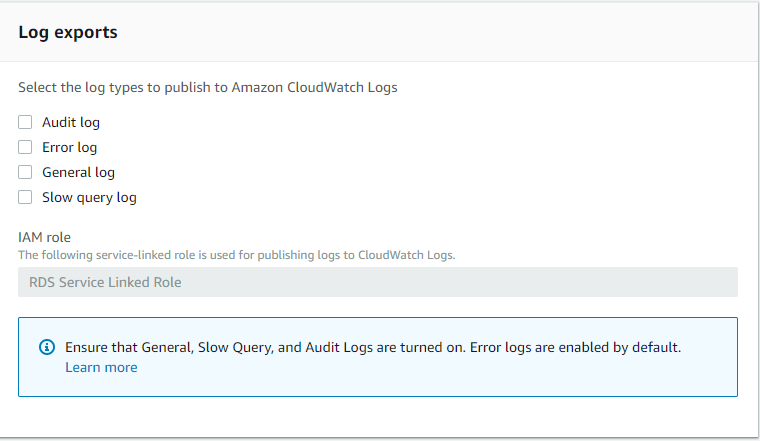 Log exports
Select the log types to publish to Amazon CloudWatch Logs
Audit log
Error log
General log
Slow query log
IAM role
The following service-linked role is used for publishing logs to CloudWatch Logs.
RDS Service Linked Role
Ensure that General, Slow Query, and Audit Logs are turned on. Error logs are enabled by default.
Learn more